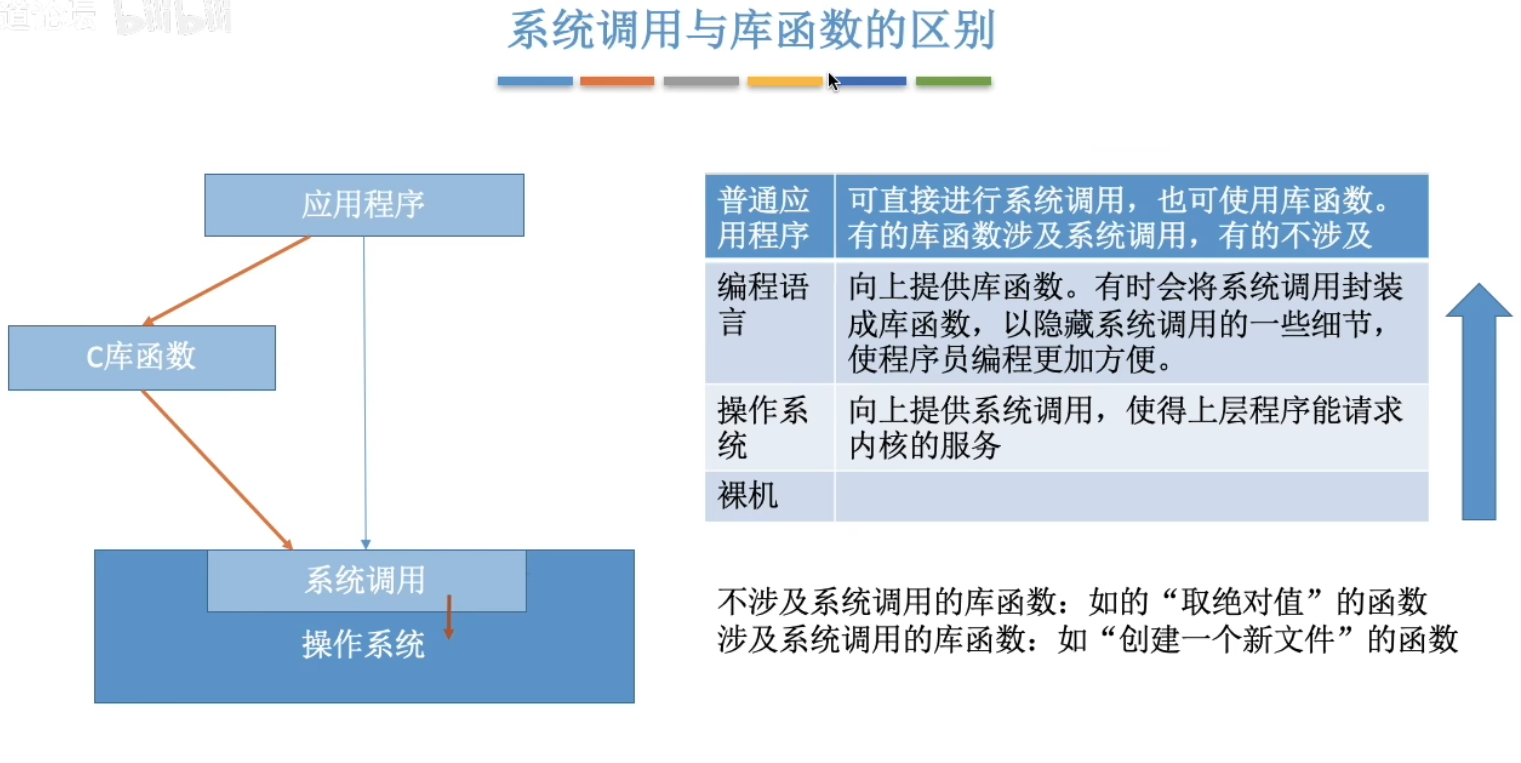 道论坛 bilibili
系统调用与库函数的区别
应用程序
C库函数
系统调用
操作系统
普通应
用程序
可直接进行系统调用，也可使用库函数。
有的库函数涉及系统调用，有的不涉及
编程语
言
向上提供库函数。有时会将系统调用封装
成库函数，以隐藏系统调用的一些细节，
使程序员编程更加方便。
操作系
统
向上提供系统调用，使得上层程序能请求
内核的服务
裸机
不涉及系统调用的库函数：如的“取绝对值”的函数
涉及系统调用的库函数：如“创建一个新文件”的函数